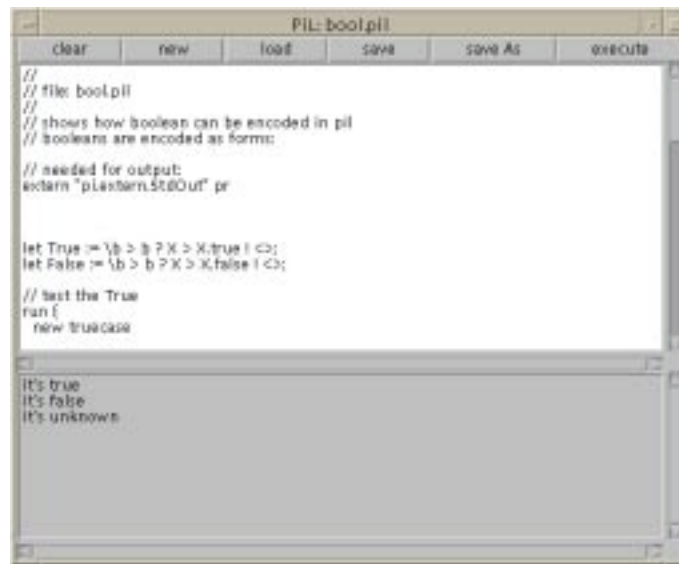 PiL: bool.pil
clear new load save save As execute
//
// file: bool.pil
//
// shows how boolean can be encoded in pil
// booleans are encoded as forms:
// needed for output:
extern "pi.extern.StdOut" pr
let True := \b > b ? X > X.true ! <>;
let False := \b > b ? X > X.false ! <>;
// test the True
run {
new truecase
it's true
it's false
it's unknown